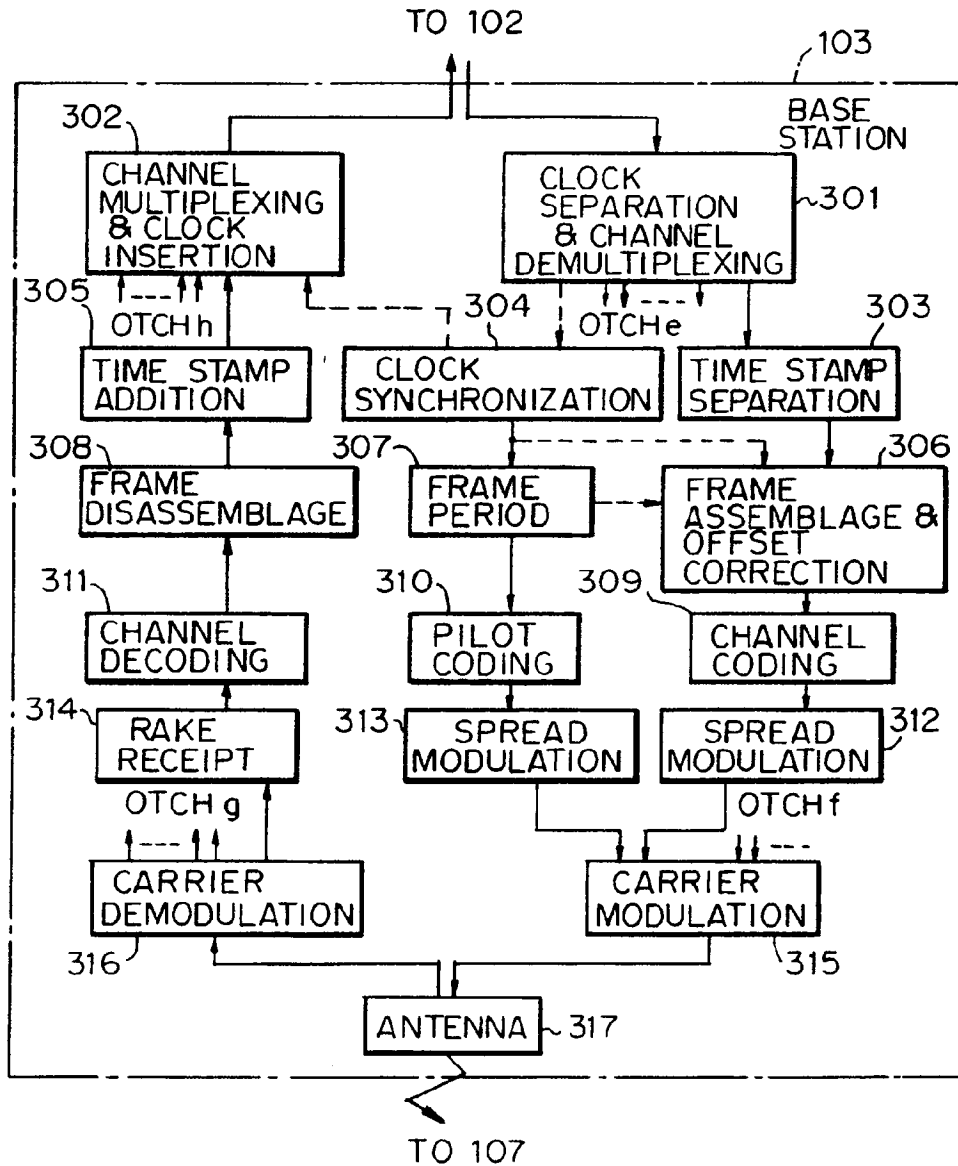 TO 102
103
BASE
STATION
302
CHANNEL
MULTIPLEXING
& CLOCK
INSERTION
CLOCK
SEPARATION
& CHANNEL
DEMULTIPLEXING
301
305
OTCH h
304
OTCH e
303
TIME STAMP
ADDITION
CLOCK
SYNCHRONIZATION
TIME STAMP
SEPARATION
308
307
306
FRAME
DISASSEMBLAGE
FRAME
PERIOD
FRAME
ASSEMBLAGE &
OFFSET
CORRECTION
311
310
309
CHANNEL
DECODING
PILOT
CODING
CHANNEL
CODING
314
RAKE
RECEIPT
313
SPREAD
MODULATION
SPREAD
MODULATION
312
OTCH g
OTCH f
CARRIER
DEMODULATION
CARRIER
MODULATION
316
315
ANTENNA
317
TO 107